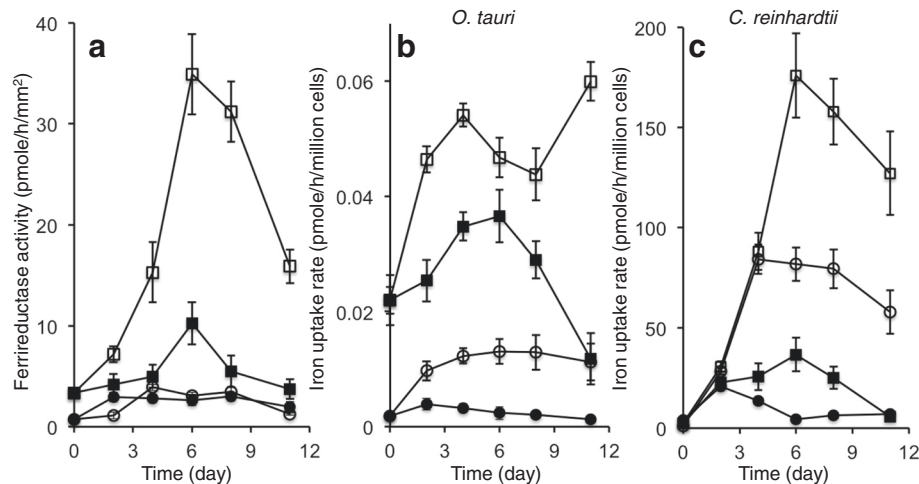 O. tauri
C. reinhardtii
a
b
c
Ferrireductase activity (pmole/h/mm²)
40
30
20
10
0
0 3 6 9 12
Time (day)
Iron uptake rate (pmole/h/million cells)
0.06
0.04
0.02
0
0 3 6 9 12
Time (day)
Iron uptake rate (pmole/h/million cells)
200
150
100
50
0
0 3 6 9 12
Time (day)